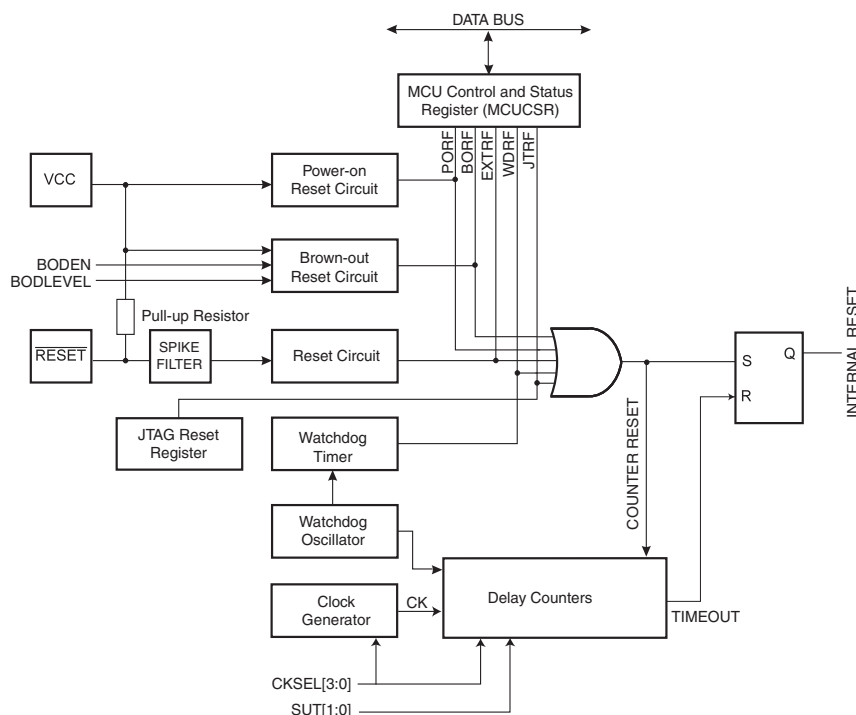 DATA BUS
MCU Control and Status
Register (MCUCSR)
PORF
BORF
EXTRF
WDRF
JTRF
VCC
Power-on
Reset Circuit
BODEN
BODLEVEL
Brown-out
Reset Circuit
Pull-up Resistor
RESET
SPIKE
FILTER
Reset Circuit
JTAG Reset
Register
Watchdog
Timer
Watchdog
Oscillator
Clock
Generator
CK
Delay Counters
COUNTER RESET
S
R
Q
INTERNAL RESET
TIMEOUT
CKSEL[3:0]
SUT[1:0]